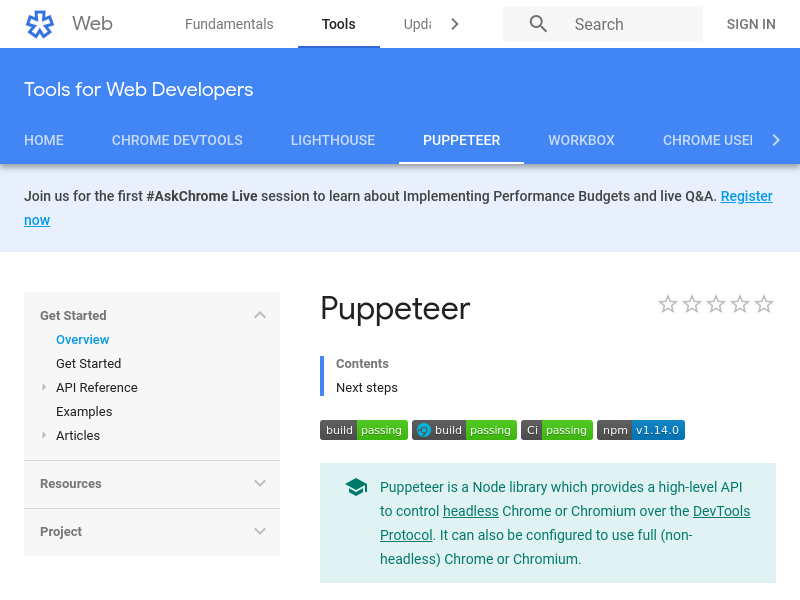 Web
Fundamentals
Tools
SIGN IN
Search
Tools for Web Developers
HOME
CHROME DEVTOOLS
LIGHTHOUSE
PUPPETEER
WORKBOX
CHROME USER
Join us for the first #AskChrome Live session to learn about Implementing Performance Budgets and live Q&A. Register
now
Get Started
Overview
Get Started
API Reference
Examples
Articles
Resources
Project
Puppeteer
Contents
Next steps
build passing
build passing
Ci passing
npm v1.14.0
Puppeteer is a Node library which provides a high-level API
to control headless Chrome or Chromium over the DevTools
Protocol. It can also be configured to use full (non-
headless) Chrome or Chromium.